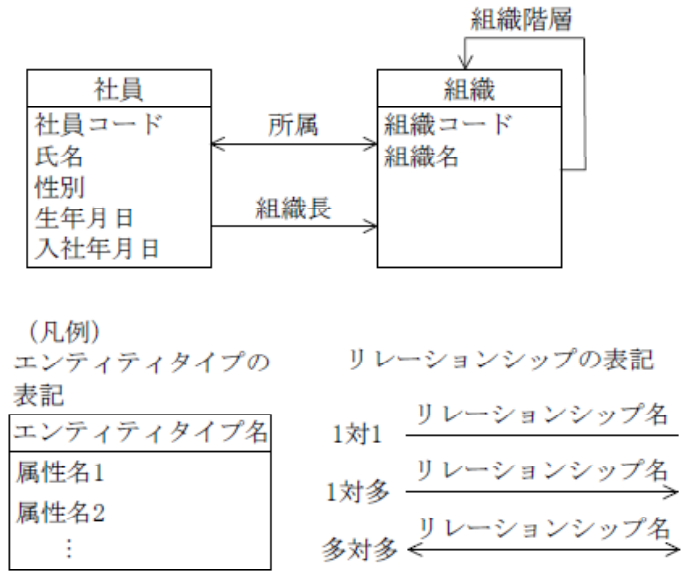 組織階層
社員
社員コード
氏名
性別
生年月日
入社年月日
所属
組織長
組織
組織コード
組織名
(凡例)
エンティティタイプの
表記
エンティティタイプ名
属性名1
属性名2
⋮
リレーションシップの表記
1対1 リレーションシップ名
1対多 リレーションシップ名
多対多 リレーションシップ名